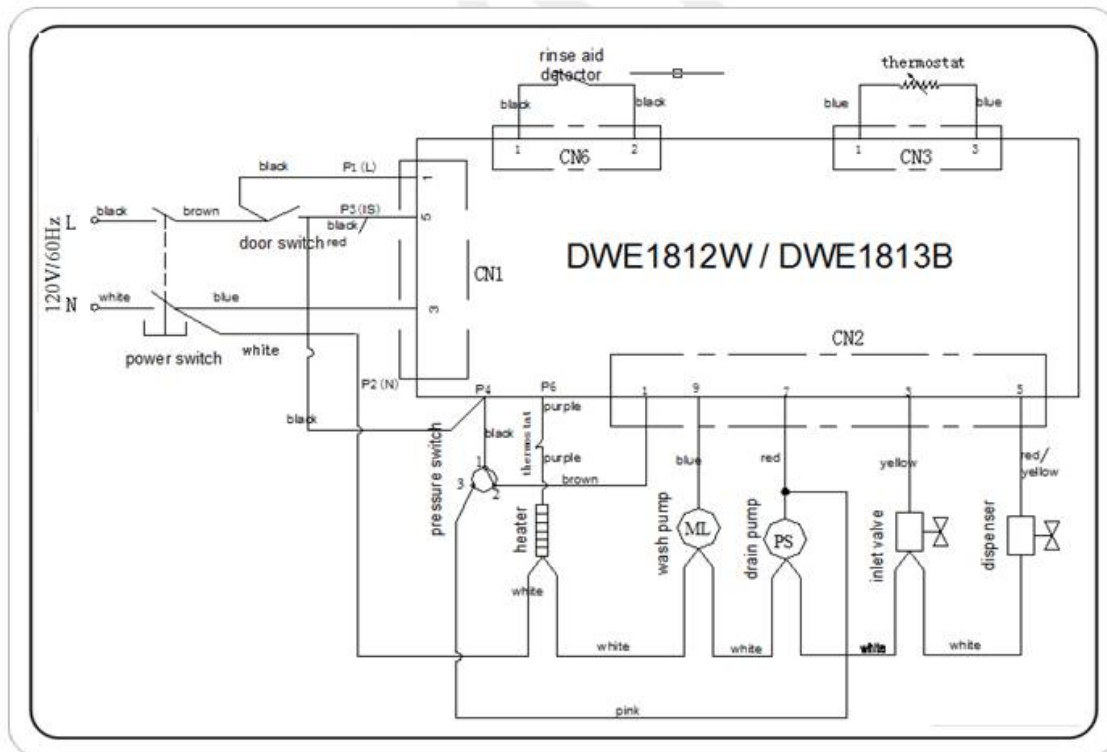 rinse aid
detector
thermostat
black
black
blue
blue
1
2
CN6
1
3
CN3
black
P1 (L)
1
L
black
brown
door switch
P3 (IS)
black/
red
5
DWE1812W / DWE1813B
120V/60Hz
CN1
N
white
blue
3
power switch
white
P2 (N)
CN2
P4
P6
1
9
7
3
5
black
purple
black
thermostat
pressure switch
purple
brown
1
3
2
blue
red
yellow
red/
yellow
heater
wash pump
ML
drain pump
PS
inlet valve
dispenser
white
white
white
white
white
pink